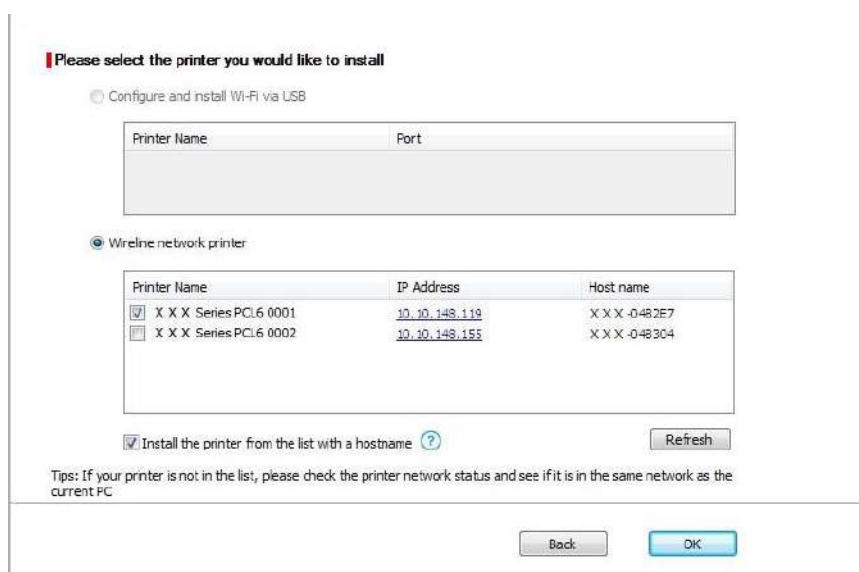 Please select the printer you would like to install
Configure and install Wi-Fi via USB
Printer Name Port
Wireline network printer
Printer Name IP Address Host name
X X X Series PCL6 0001 10.10.148.119 X X X -04B2E7
X X X Series PCL6 0002 10.10.148.155 X X X -04B304
Install the printer from the list with a hostname ? Refresh
Tips: If your printer is not in the list, please check the printer network status and see if it is in the same network as the
current PC
Back OK